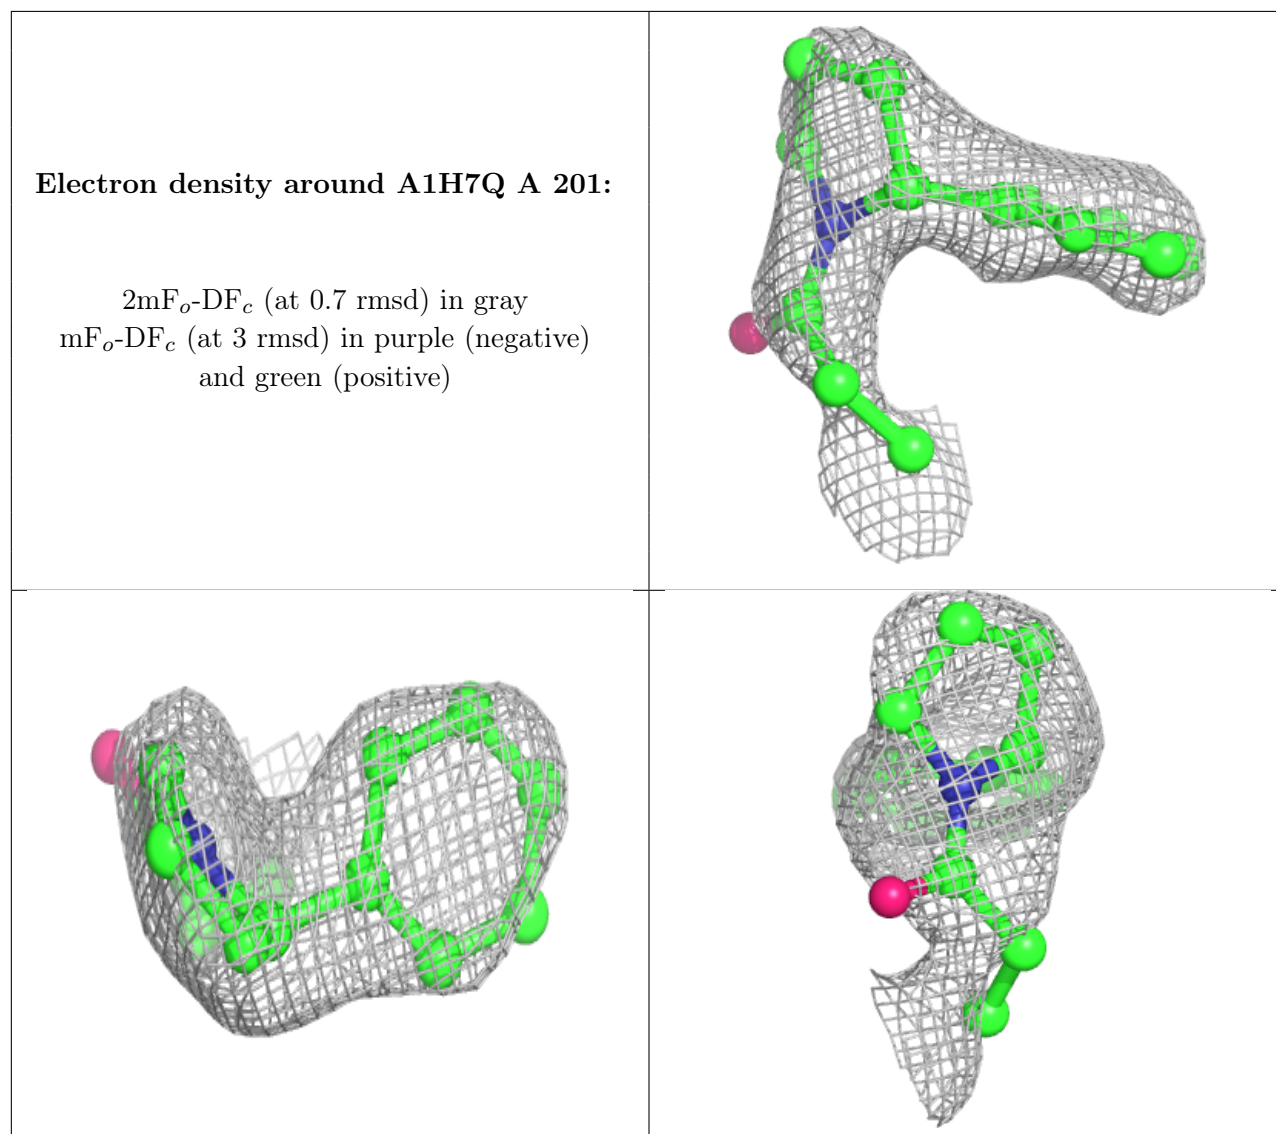 Electron density around A1H7Q A 201:
2mFo-DFc (at 0.7 rmsd) in gray
mFo-DFc (at 3 rmsd) in purple (negative)
and green (positive)